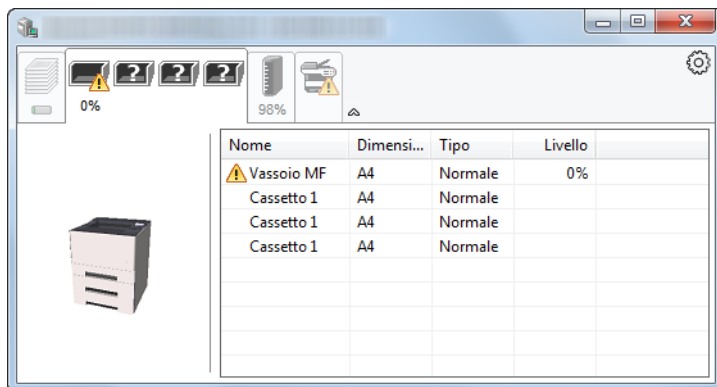 ? ? ?
0%
98%
Nome Dimensi... Tipo Livello
Vassoio MF A4 Normale 0%
Cassetto 1 A4 Normale
Cassetto 1 A4 Normale
Cassetto 1 A4 Normale